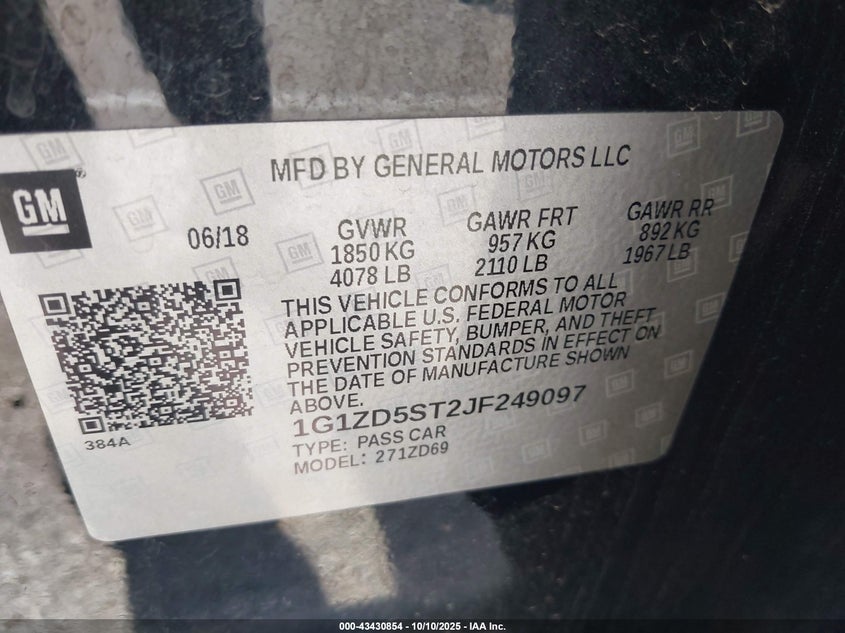 MFD BY GENERAL MOTORS LLC
GM
®
06/18
GVWR
1850 KG
4078 LB
GAWR FRT
957 KG
2110 LB
GAWR RR
892 KG
1967 LB
THIS VEHICLE CONFORMS TO ALL
APPLICABLE U.S. FEDERAL MOTOR
VEHICLE SAFETY, BUMPER, AND THEFT
PREVENTION STANDARDS IN EFFECT ON
THE DATE OF MANUFACTURE SHOWN
ABOVE.
1G1ZD5ST2JF249097
TYPE: PASS CAR
MODEL: 271ZD69
384A
000-43430854 - 10/10/2025 - IAA Inc.